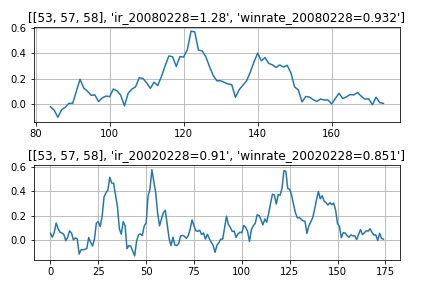 [[53, 57, 58], 'ir_20080228=1.28', 'winrate_20080228=0.932']
0.6
0.4
0.2
0.0
80 100 120 140 160
[[53, 57, 58], 'ir_20020228=0.91', 'winrate_20020228=0.851']
0.6
0.4
0.2
0.0
0 25 50 75 100 125 150 175